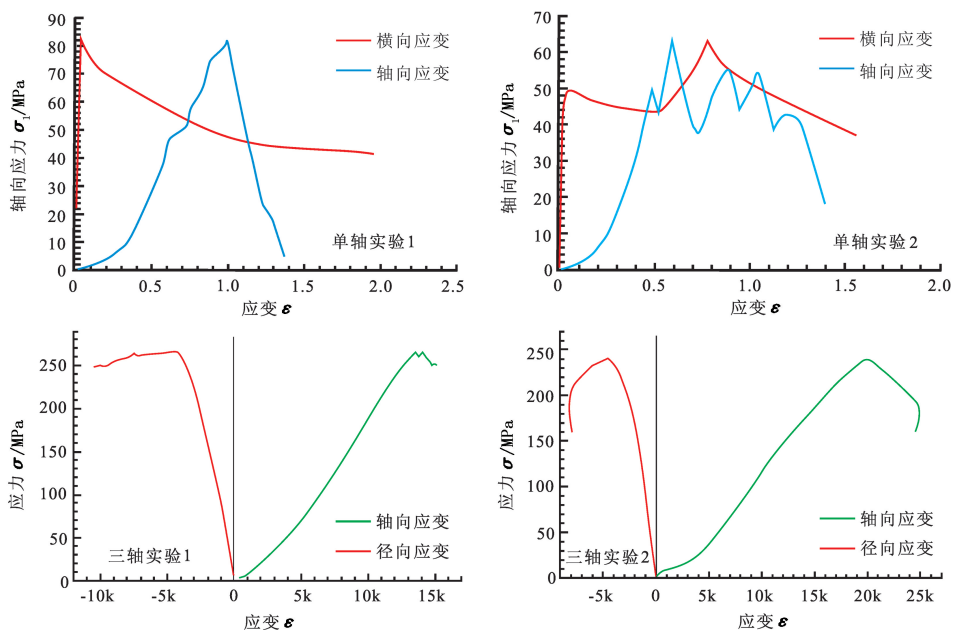 90
80
70
60
50
40
30
20
10
0
轴向应力 σ₁/MPa
横向应变
轴向应变
单轴实验1
0 0.5 1.0 1.5 2.0 2.5
应变 ε
70
60
50
40
30
20
10
0
轴向应力 σ₁/MPa
横向应变
轴向应变
单轴实验2
0 0.5 1.0 1.5 2.0
应变 ε
250
200
150
100
50
0
应力 σ/MPa
轴向应变
径向应变
三轴实验1
-10k -5k 0 5k 10k 15k
应变 ε
250
200
150
100
50
0
应力 σ/MPa
轴向应变
径向应变
三轴实验2
-5k 0 5k 10k 15k 20k 25k
应变 ε